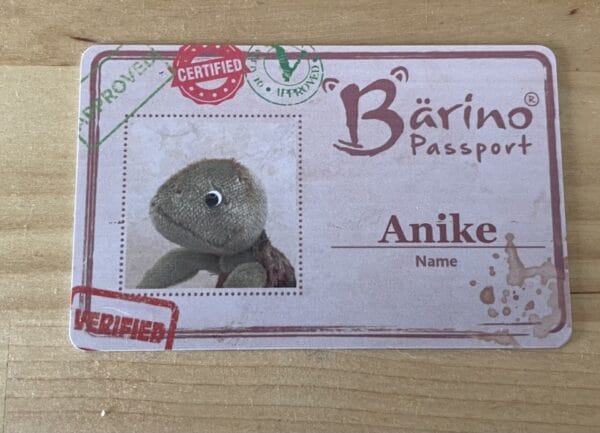 APPROVED
CERTIFIED
APPROVED
Bärino®
Passport
Anike
Name
VERIFIED